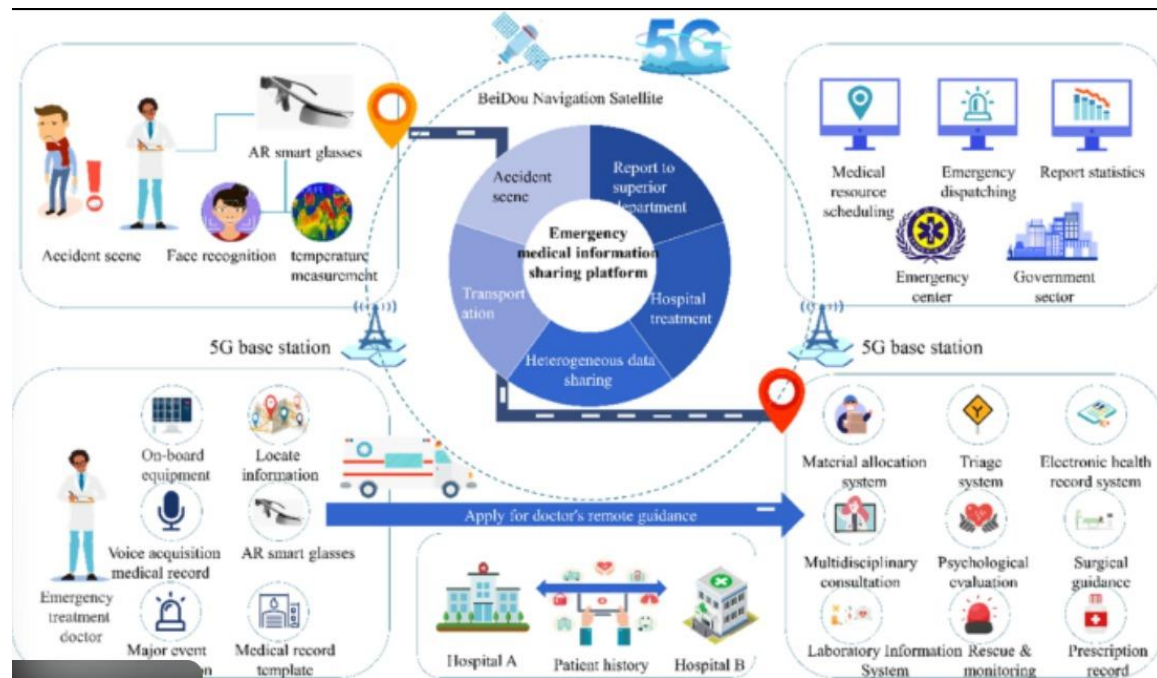 5G
BeiDou Navigation Satellite
AR smart glasses
Accident scene
Face recognition
temperature
measurement
Accident
scene
Report to
superior
department
Emergency
medical information
sharing platform
Transport
ation
Hospital
treatment
Heterogeneous data
sharing
Medical
resource
scheduling
Emergency
dispatching
Report statistics
Emergency
center
Government
sector
5G base station
5G base station
On-board
equipment
Locate
information
Voice acquisition
medical record
AR smart glasses
Emergency
treatment
doctor
Major event
Medical record
template
Apply for doctor's remote guidance
Hospital A
Patient history
Hospital B
Material allocation
system
Triage
system
Electronic health
record system
Multidisciplinary
consultation
Psychological
evaluation
Surgical
guidance
Laboratory Information
System
Rescue &
monitoring
Prescription
record